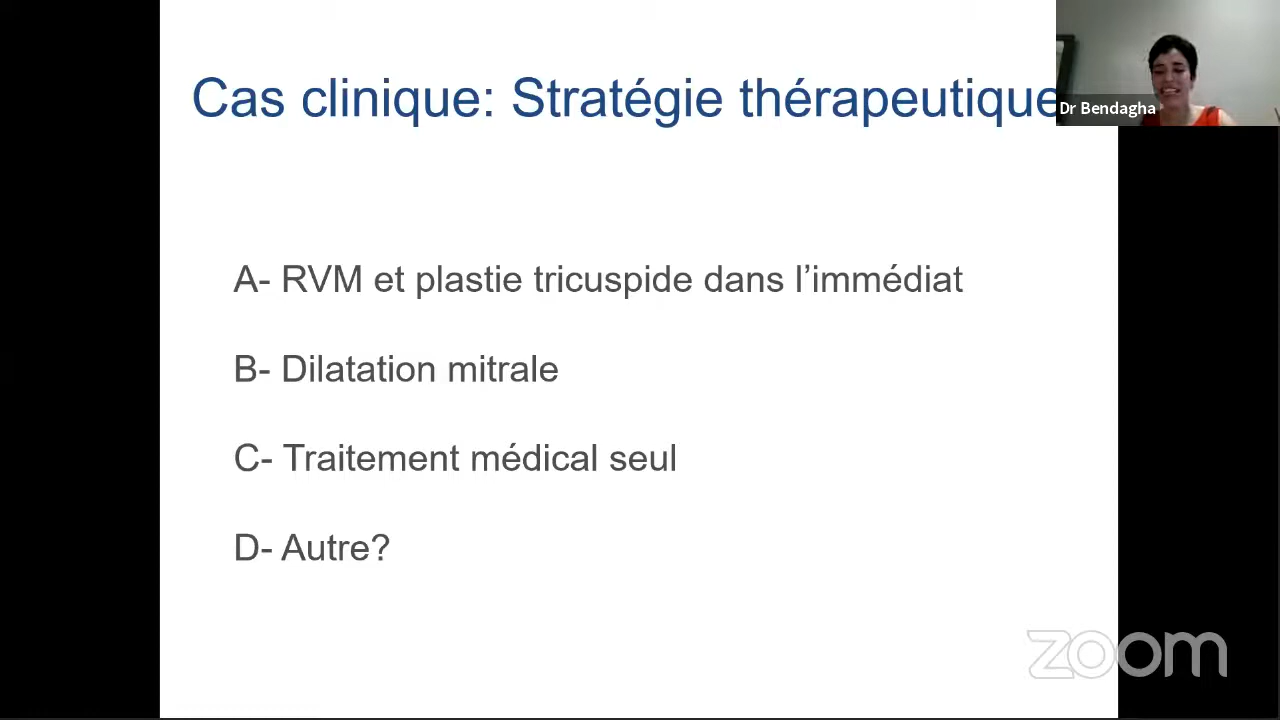 Cas clinique: Stratégie thérapeutique
Dr Bendagha
A- RVM et plastie tricuspide dans l’immédiat
B- Dilatation mitrale
C- Traitement médical seul
D- Autre?
zoom